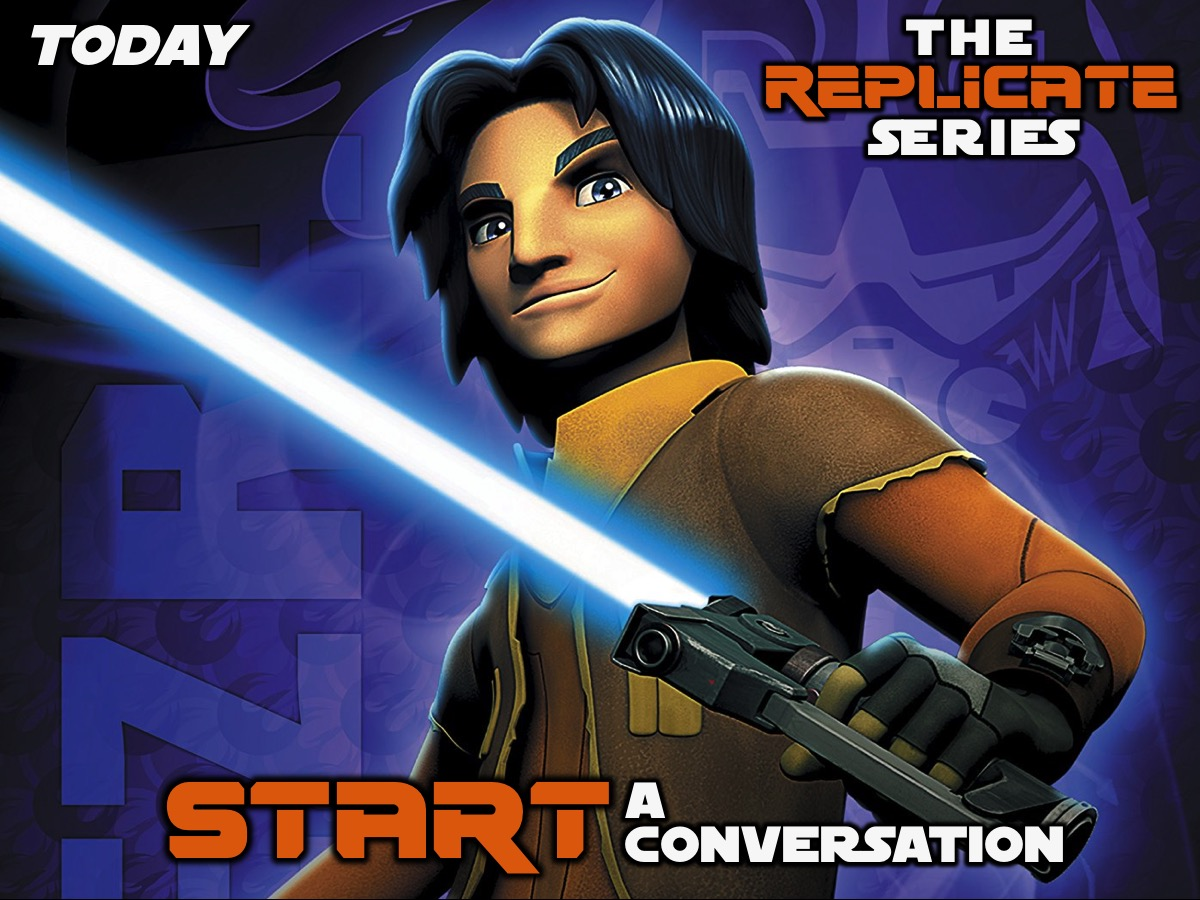 TODAY
THE
REPLICATE
SERIES
START
A
CONVERSATION